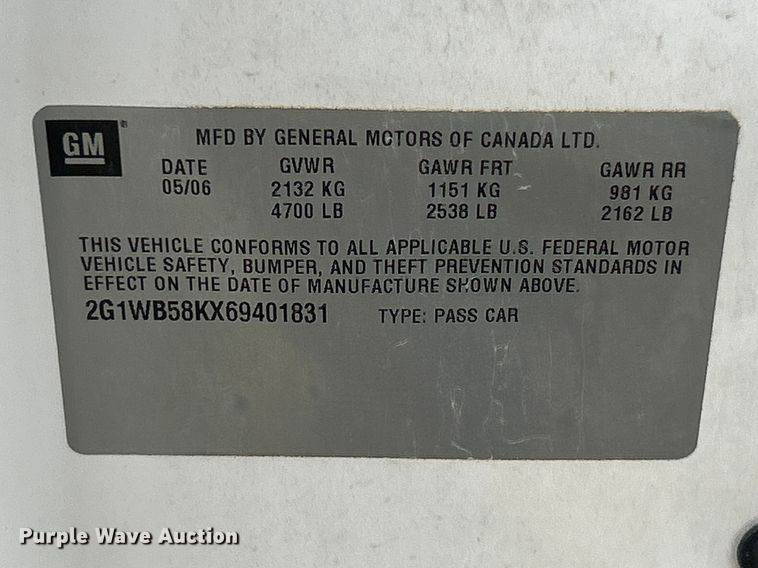 GM ®
MFD BY GENERAL MOTORS OF CANADA LTD.
DATE GVWR GAWR FRT GAWR RR
05/06 2132 KG 1151 KG 981 KG
4700 LB 2538 LB 2162 LB
THIS VEHICLE CONFORMS TO ALL APPLICABLE U.S. FEDERAL MOTOR
VEHICLE SAFETY, BUMPER, AND THEFT PREVENTION STANDARDS IN
EFFECT ON THE DATE OF MANUFACTURE SHOWN ABOVE.
2G1WB58KX69401831 TYPE: PASS CAR
Purple Wave Auction